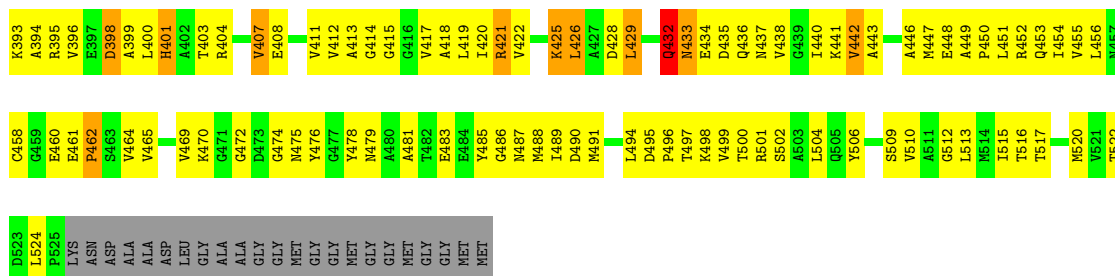 K393 A394 R395 V396 E397 D398 A399 L400 H401 A402 T403 R404 V407 E408 V411 V412 A413 G414 G415 G416 V417 A418 L419 I420 R421 V422 K425 L426 A427 D428 L429 Q432 N433 E434 D435 Q436 N437 V438 G439 I440 K441 V442 A443 A446 M447 E448 A449 P450 L451 R452 Q453 I454 V455 L456 N457
C458 G459 E460 E461 P462 S463 V464 V465 V469 K470 G471 G472 D473 G474 N475 Y476 G477 Y478 N479 A480 A481 T482 E483 E484 Y485 G486 N487 M488 I489 D490 M491 L494 D495 P496 T497 K498 V499 T500 R501 S502 A503 L504 Q505 Y506 S509 V510 A511 G512 L513 M514 I515 T516 T517 M520 V521 T522
D523 L524 P525 LYS ASN ASP ALA ALA ASP LEU GLY ALA ALA GLY GLY MET GLY GLY MET GLY GLY MET GLY GLY MET MET